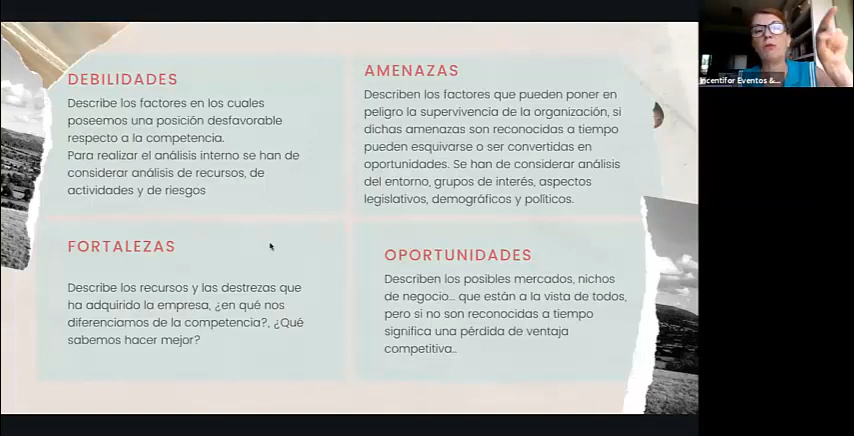 DEBILIDADES
Describe los factores en los cuales
poseemos una posición desfavorable
respecto a la competencia.
Para realizar el análisis interno se han de
considerar análisis de recursos, de
actividades y de riesgos
AMENAZAS
Describen los factores que pueden poner en
peligro la supervivencia de la organización, si
dichas amenazas son reconocidas a tiempo
pueden esquivarse o ser convertidas en
oportunidades. Se han de considerar análisis
del entorno, grupos de interés, aspectos
legislativos, demográficos y políticos.
FORTALEZAS
Describe los recursos y las destrezas que
ha adquirido la empresa, ¿en qué nos
diferenciamos de la competencia?, ¿Qué
sabemos hacer mejor?
OPORTUNIDADES
Describen los posibles mercados, nichos
de negocio... que están a la vista de todos,
pero si no son reconocidas a tiempo
significa una pérdida de ventaja
competitiva..
Incentifor Eventos &...